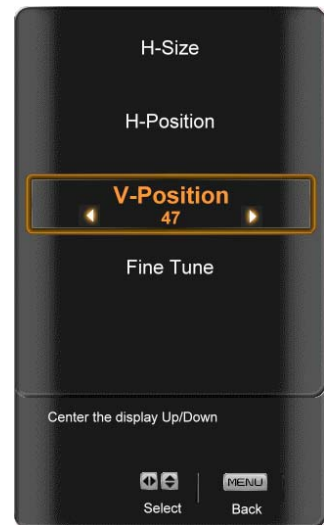 H-Size
H-Position
V-Position
47
Fine Tune
Center the display Up/Down
MENU
Select
Back